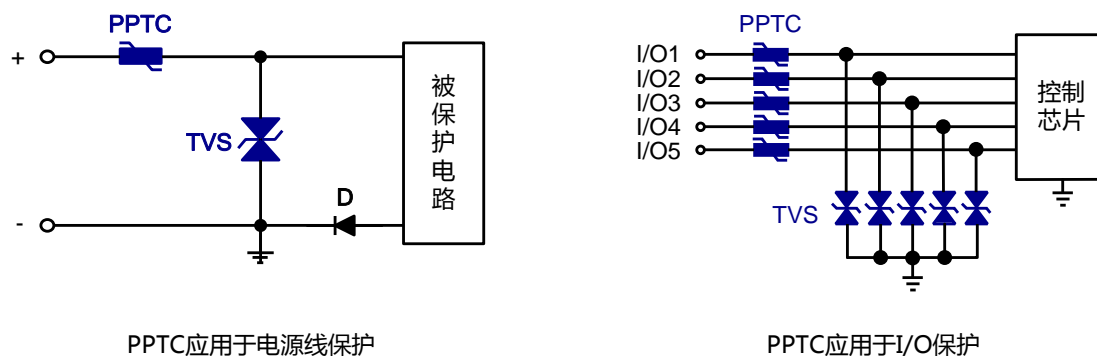 PPTC
+
TVS
D
-
被保护电路
PPTC应用于电源线保护
PPTC
I/O1
I/O2
I/O3
I/O4
I/O5
控制
芯片
TVS
PPTC应用于I/O保护